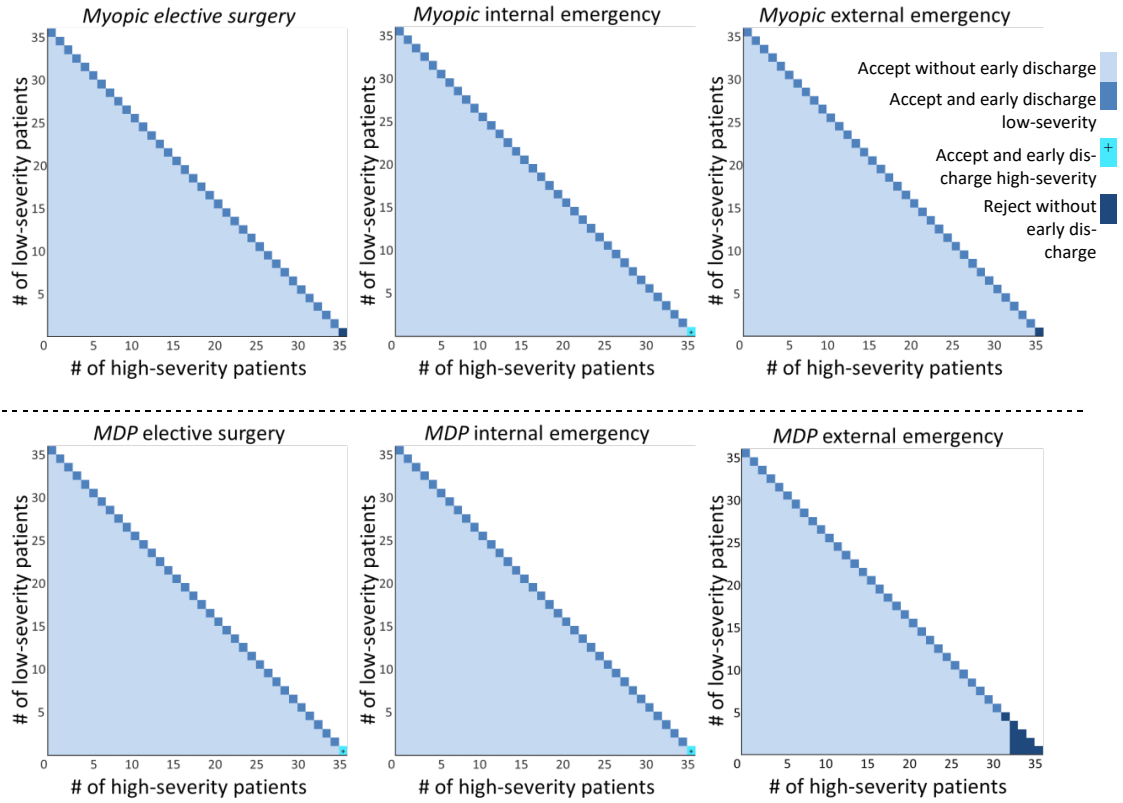 Myopic elective surgery
# of low-severity patients
35
30
25
20
15
10
5
0 5 10 15 20 25 30 35
# of high-severity patients
Myopic internal emergency
# of low-severity patients
35
30
25
20
15
10
5
0 5 10 15 20 25 30 35
# of high-severity patients
Myopic external emergency
# of low-severity patients
35
30
25
20
15
10
5
0 5 10 15 20 25 30 35
# of high-severity patients
Accept without early discharge
Accept and early discharge
low-severity
Accept and early dis-
charge high-severity
+
Reject without
early dis-
charge
MDP elective surgery
# of low-severity patients
35
30
25
20
15
10
5
0 5 10 15 20 25 30 35
# of high-severity patients
MDP internal emergency
# of low-severity patients
35
30
25
20
15
10
5
0 5 10 15 20 25 30 35
# of high-severity patients
MDP external emergency
# of low-severity patients
35
30
25
20
15
10
5
0 5 10 15 20 25 30 35
# of high-severity patients